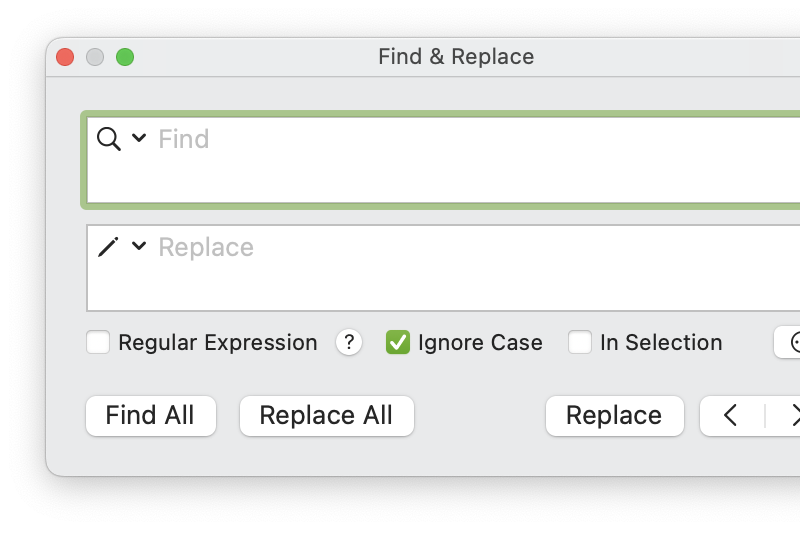 Find & Replace
Find
Replace
Regular Expression ? Ignore Case In Selection
Find All Replace All Replace